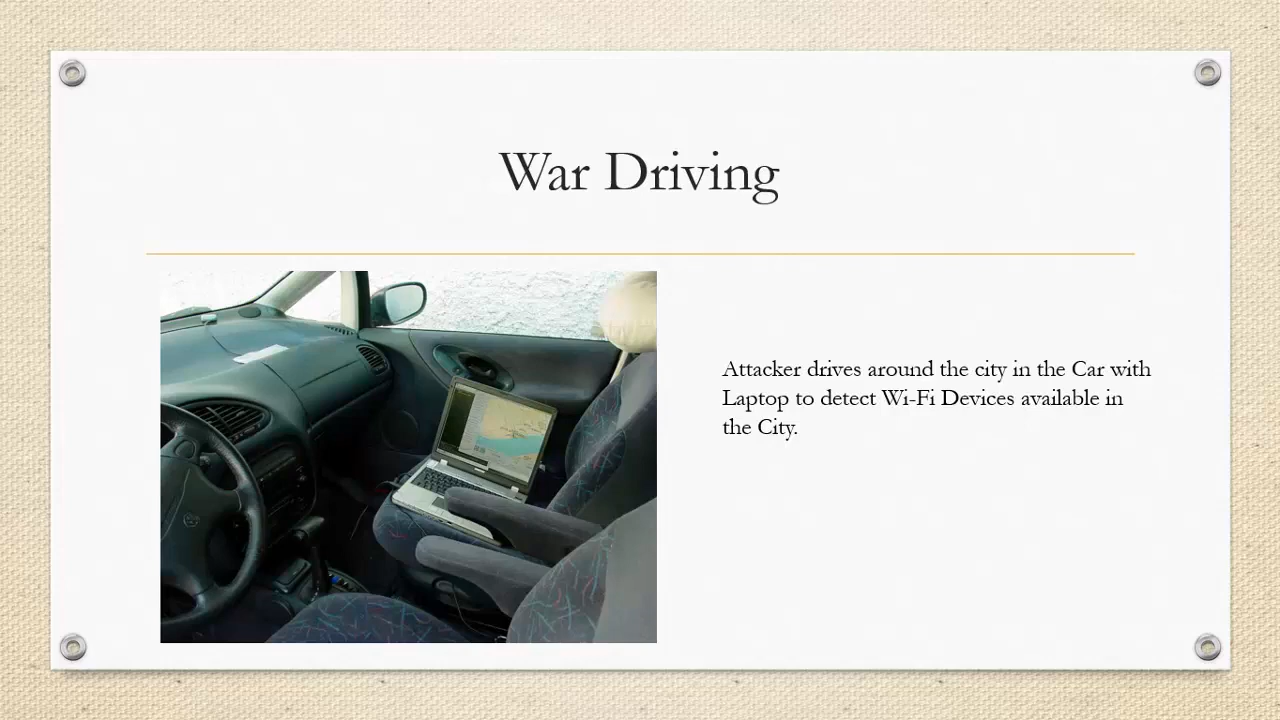 War Driving
Attacker drives around the city in the Car with
Laptop to detect Wi-Fi Devices available in
the City.